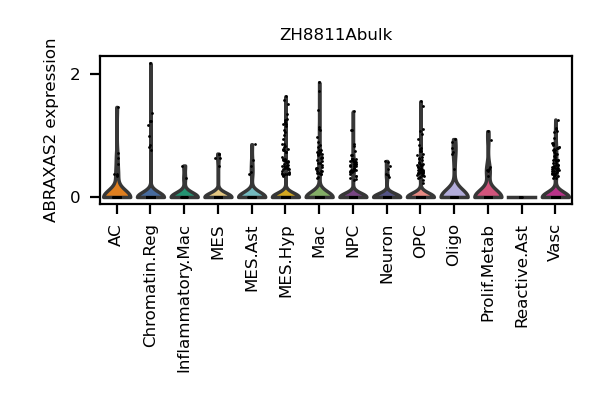 ZH8811Abulk
ABRAXAS2 expression
2
0
AC
Chromatin.Reg
Inflammatory.Mac
MES
MES.Ast
MES.Hyp
Mac
NPC
Neuron
OPC
Oligo
Prolif.Metab
Reactive.Ast
Vasc